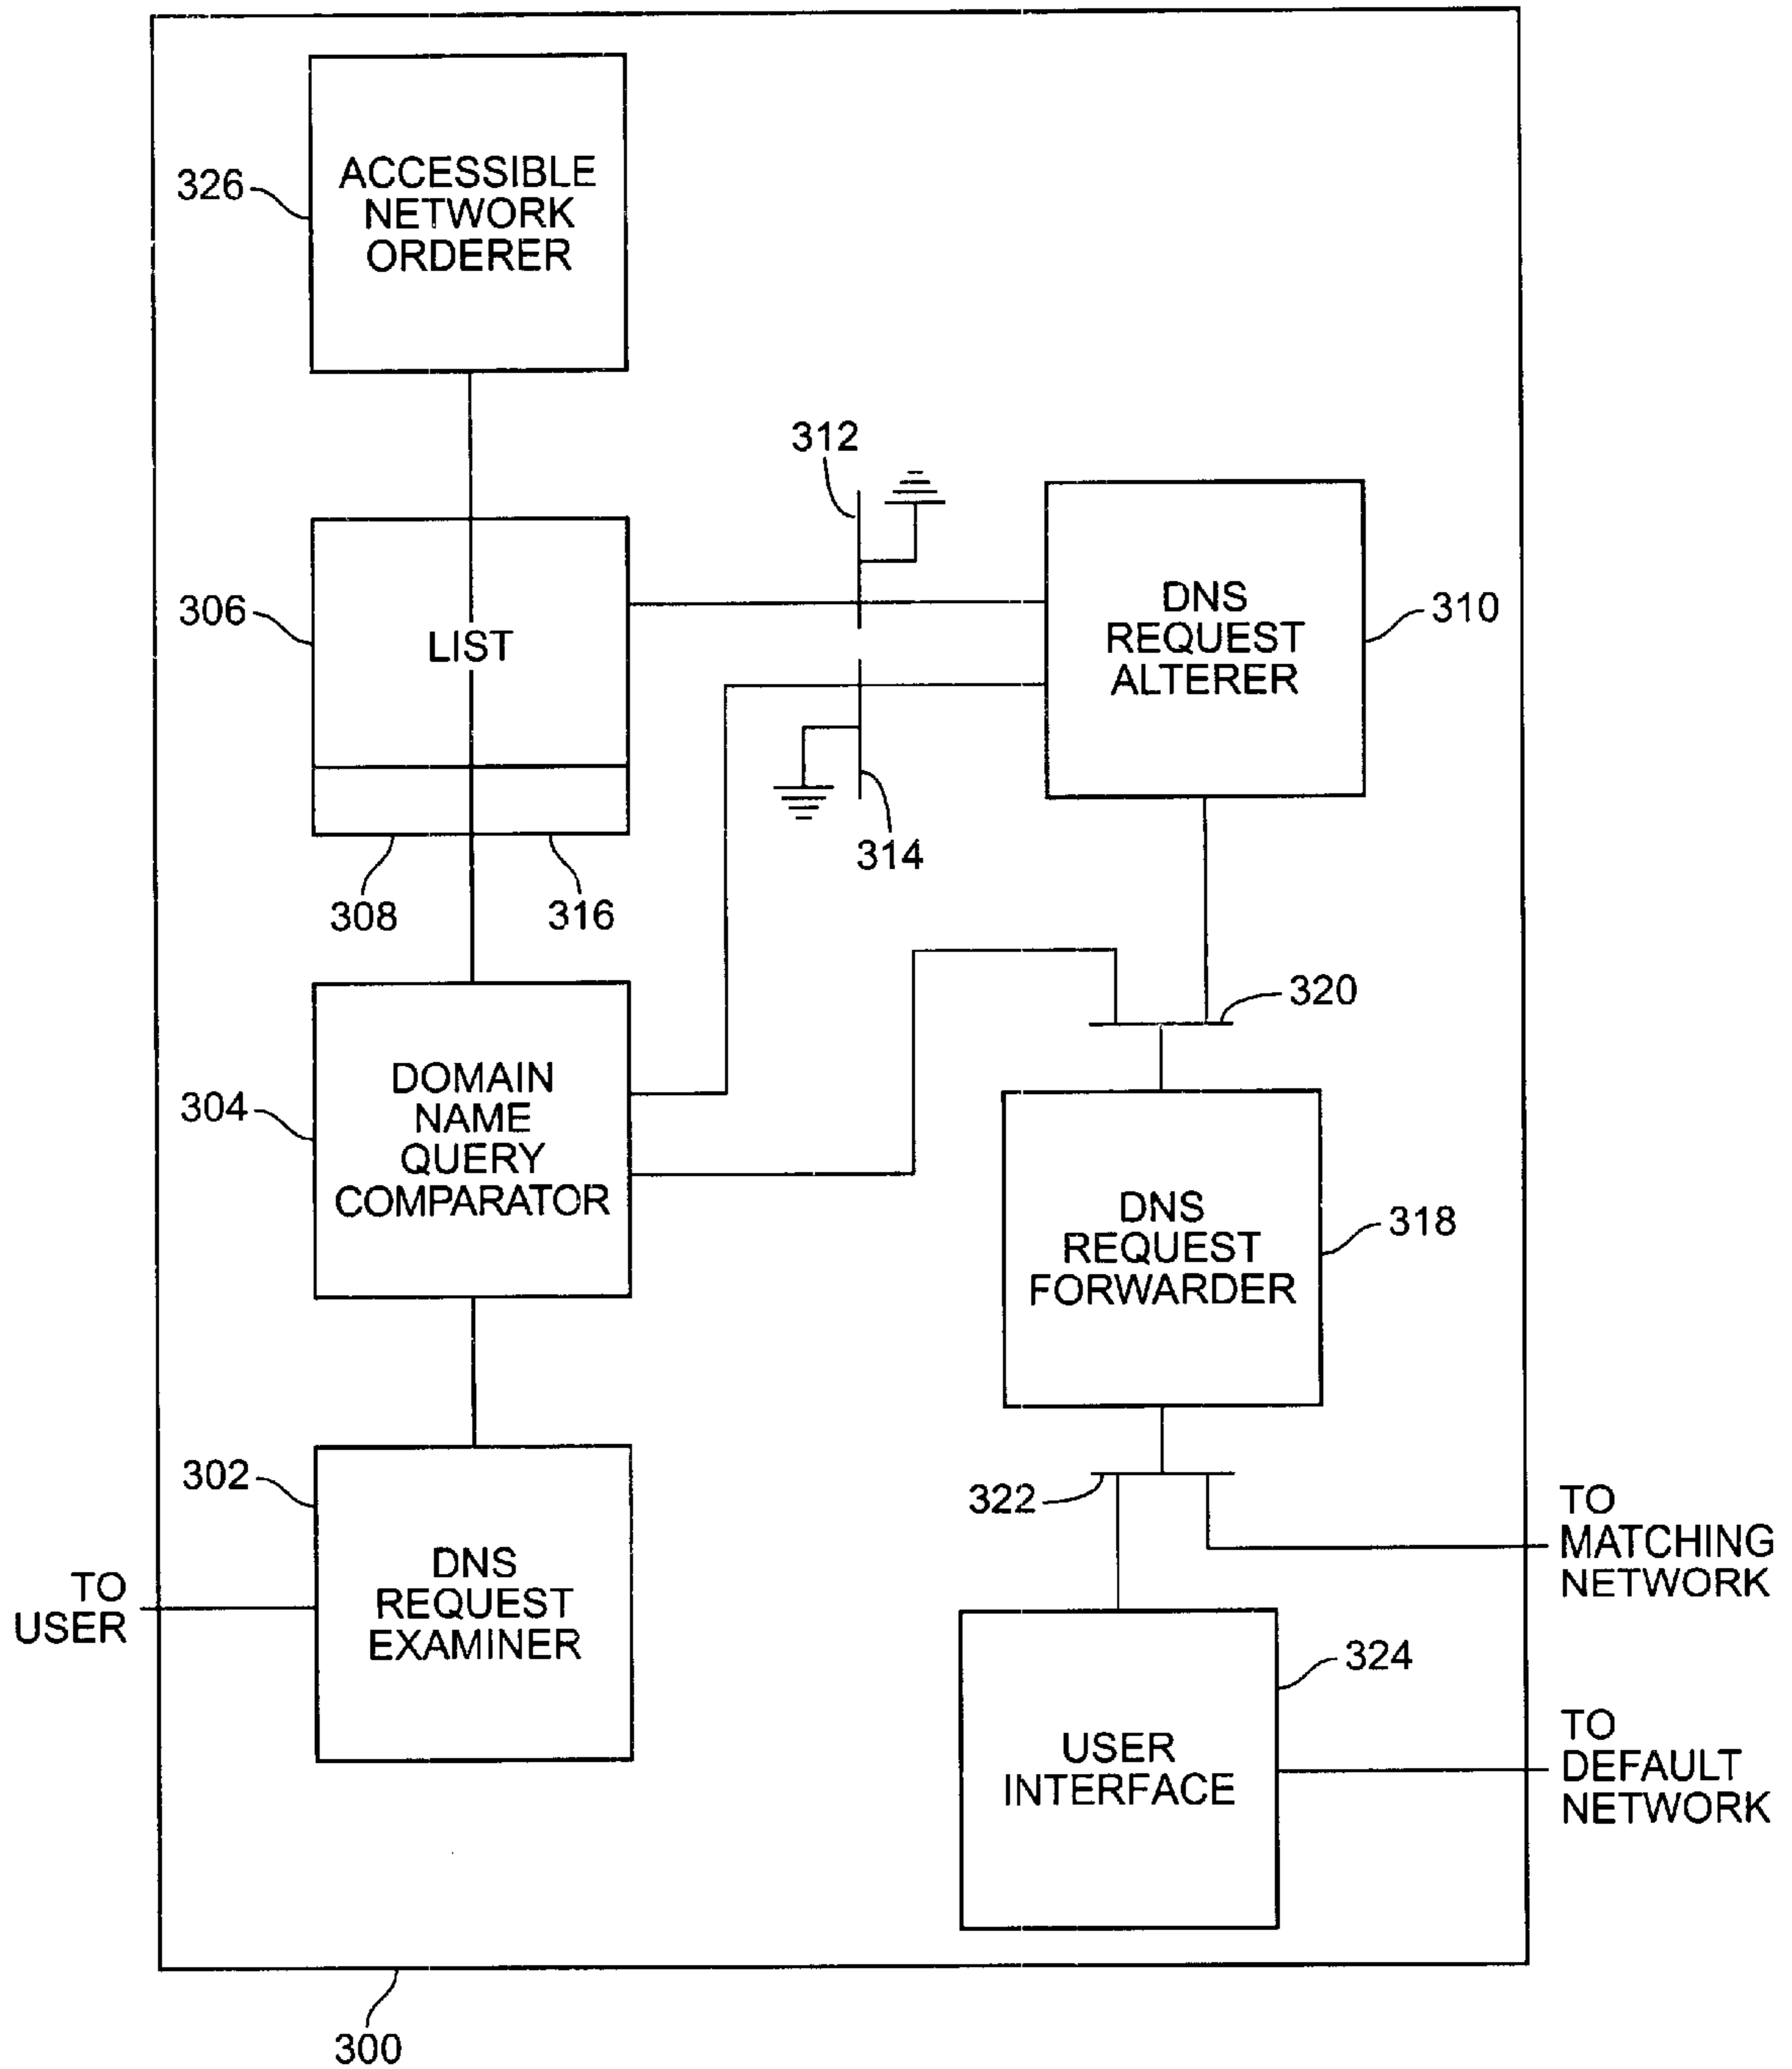 326
ACCESSIBLE
NETWORK
ORDERER
312
306
LIST
DNS
REQUEST
ALTERER
310
314
308
316
320
304
DOMAIN
NAME
QUERY
COMPARATOR
DNS
REQUEST
FORWARDER
318
302
DNS
REQUEST
EXAMINER
322
TO
MATCHING
NETWORK
TO
USER
324
USER
INTERFACE
TO
DEFAULT
NETWORK
300